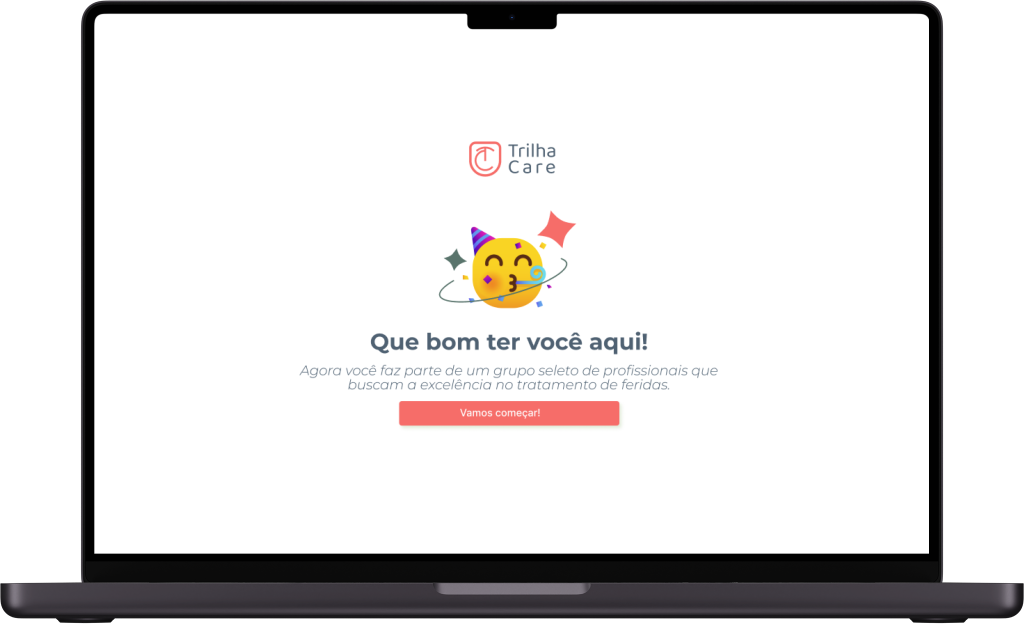 Trilha
Care
Que bom ter você aqui!
Agora você faz parte de um grupo seleto de profissionais que
buscam a excelência no tratamento de feridas.
Vamos começar!